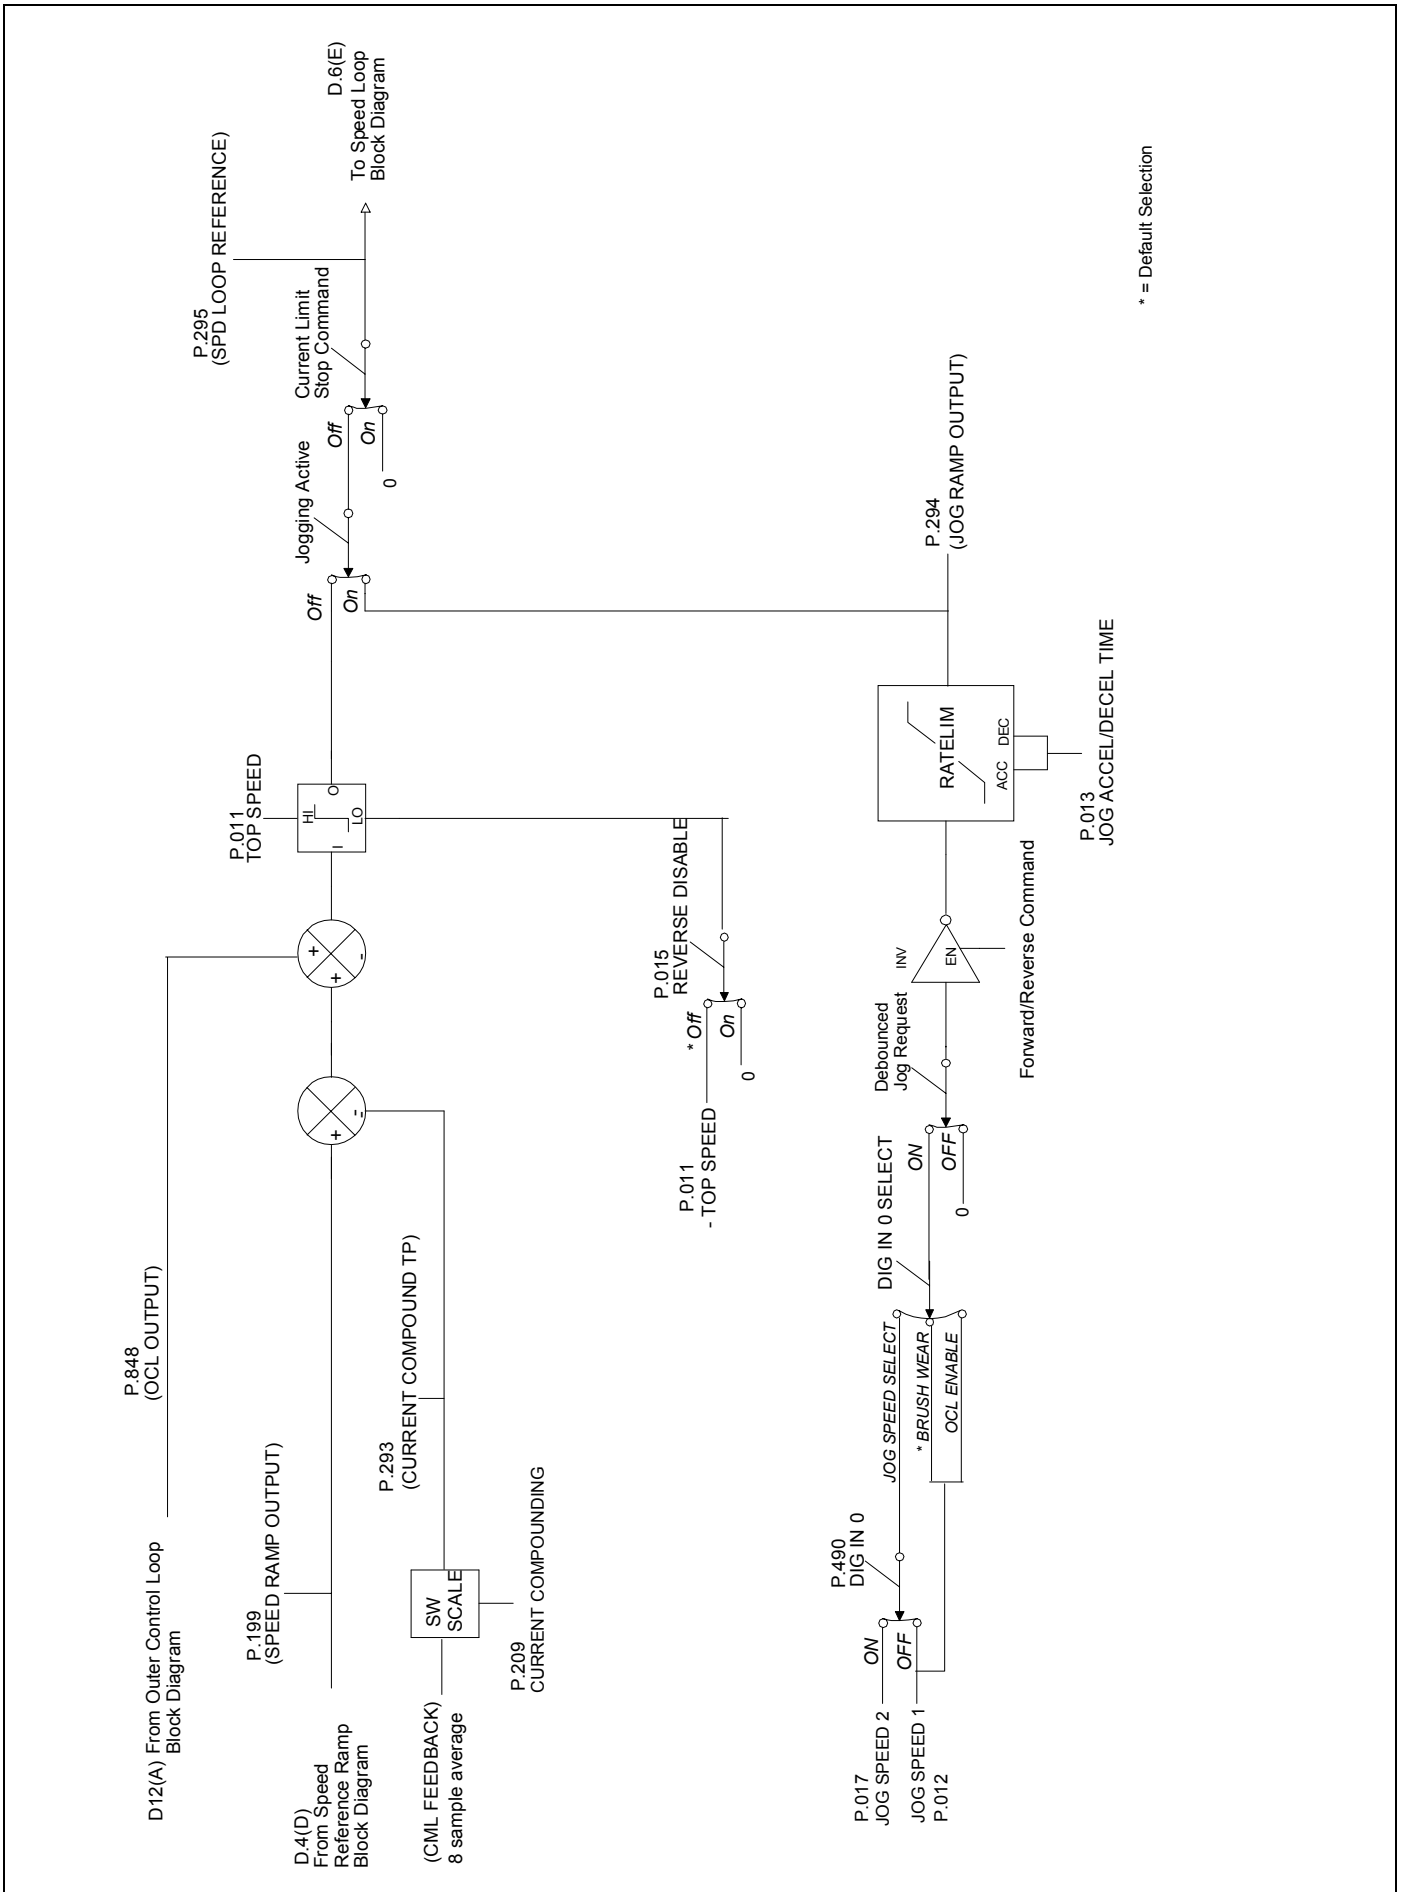 D12(A) From Outer Control Loop
Block Diagram
P.848
(OCL OUTPUT)
D.4(D)
From Speed
Reference Ramp
Block Diagram
P.199
(SPEED RAMP OUTPUT)
(CML FEEDBACK)
8 sample average
SW
SCALE
P.209
CURRENT COMPOUNDING
P.293
(CURRENT COMPOUND TP)
+
=
+
+
-
P.011
TOP SPEED
HI
I
O
LO
P.011
- TOP SPEED
* Off
On
0
P.015
REVERSE DISABLE
Off
On
Jogging Active
Off
On
0
Current Limit
Stop Command
P.295
(SPD LOOP REFERENCE)
D.6(E)
To Speed Loop
Block Diagram
P.017
JOG SPEED 2
JOG SPEED 1
P.012
ON
OFF
P.490
DIG IN 0
JOG SPEED SELECT
* BRUSH WEAR
OCL ENABLE
DIG IN 0 SELECT
ON
OFF
0
Debounced
Jog Request
INV
EN
Forward/Reverse Command
RATELIM
ACC
DEC
P.013
JOG ACCEL/DECEL TIME
P.294
(JOG RAMP OUTPUT)
* = Default Selection